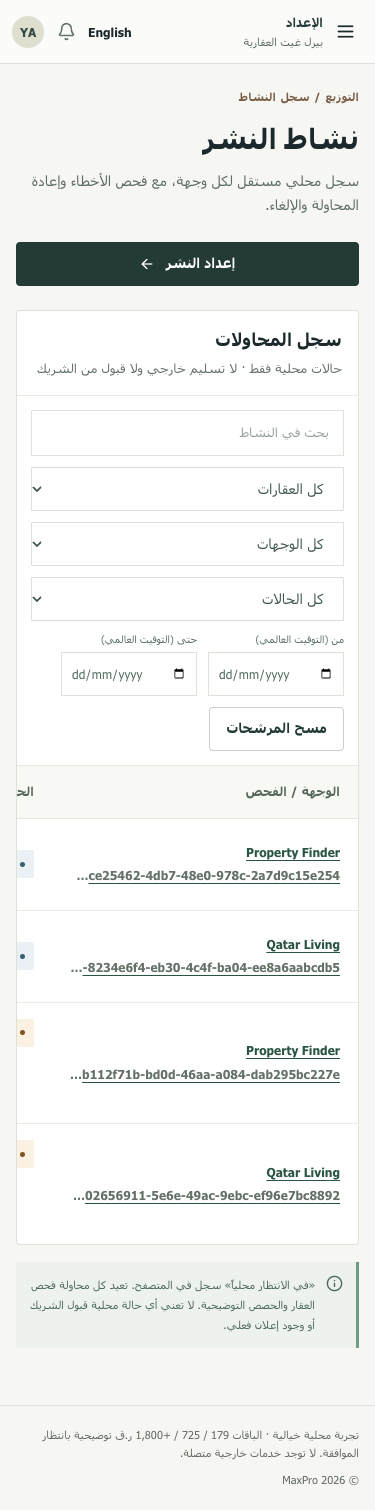 الإعداد
بيرل غيت العقارية
English
YA
التوزيع / سجل النشاط
نشاط النشر
سجل محلي مستقل لكل وجهة، مع فحص الأخطاء وإعادة
المحاولة والإلغاء.
إعداد النشر ←
سجل المحاولات
حالات محلية فقط · لا تسليم خارجي ولا قبول من الشريك
بحث في النشاط
كل العقارات
كل الوجهات
كل الحالات
من (التوقيت العالمي)
حتى (التوقيت العالمي)
dd/mm/yyyy
dd/mm/yyyy
مسح المرشحات
الوجهة / الفحص
الح
Property Finder
ce25462-4db7-48e0-978c-2a7d9c15e254...
Qatar Living
8234e6f4-eb30-4c4f-ba04-ee8a6aabcdb5-...
Property Finder
b112f71b-bd0d-46aa-a084-dab295bc227e...
Qatar Living
02656911-5e6e-49ac-9ebc-ef96e7bc8892...
«في الانتظار محلياً» سجل في المتصفح. تعيد كل محاولة فحص
العقار والحصص التوضيحية. لا تعني أي حالة محلية قبول الشريك
أو وجود إعلان فعلي.
تجربة محلية خيالية · الباقات 179 / 725 / +1,800 ر.ق توضيحية بانتظار
الموافقة. لا توجد خدمات خارجية متصلة.
© 2026 MaxPro